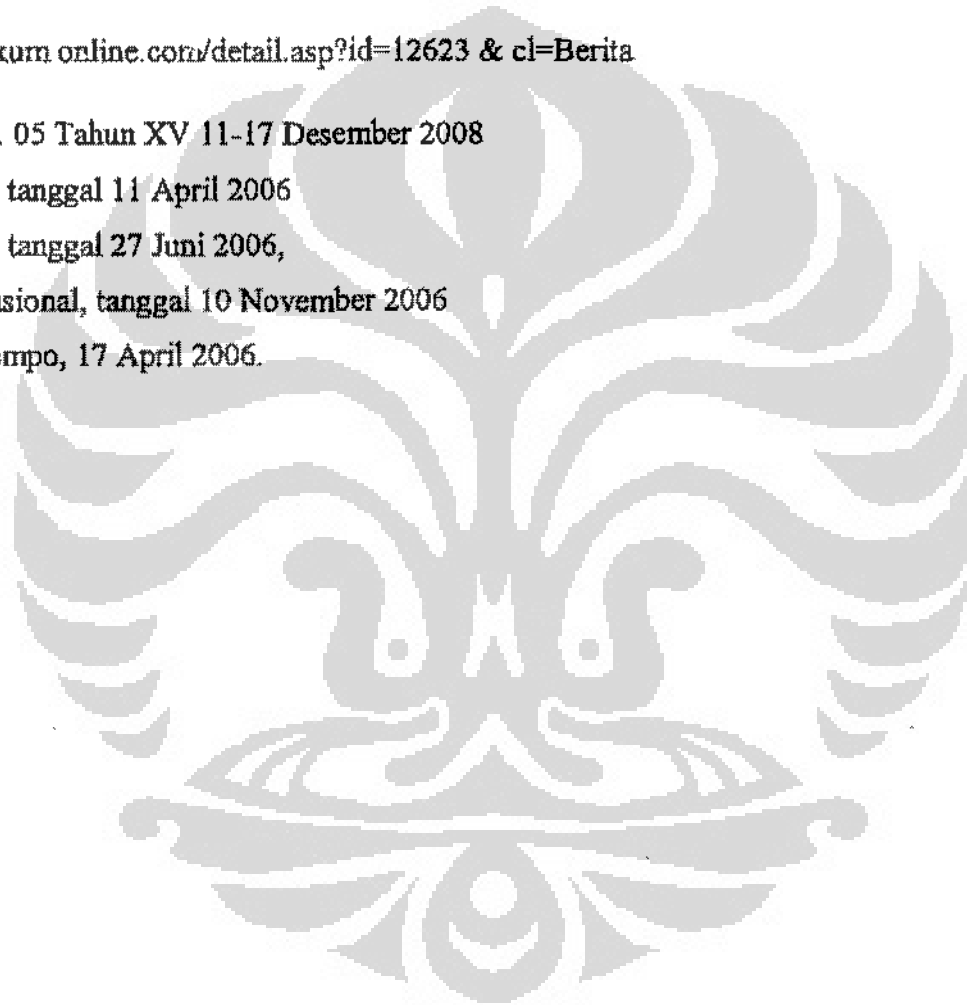 kum online.com/detail.asp?id=12623 & cl=Berita
. 05 Tahun XV 11-17 Desember 2008
tanggal 11 April 2006
tanggal 27 Juni 2006,
sional, tanggal 10 November 2006
empo, 17 April 2006.